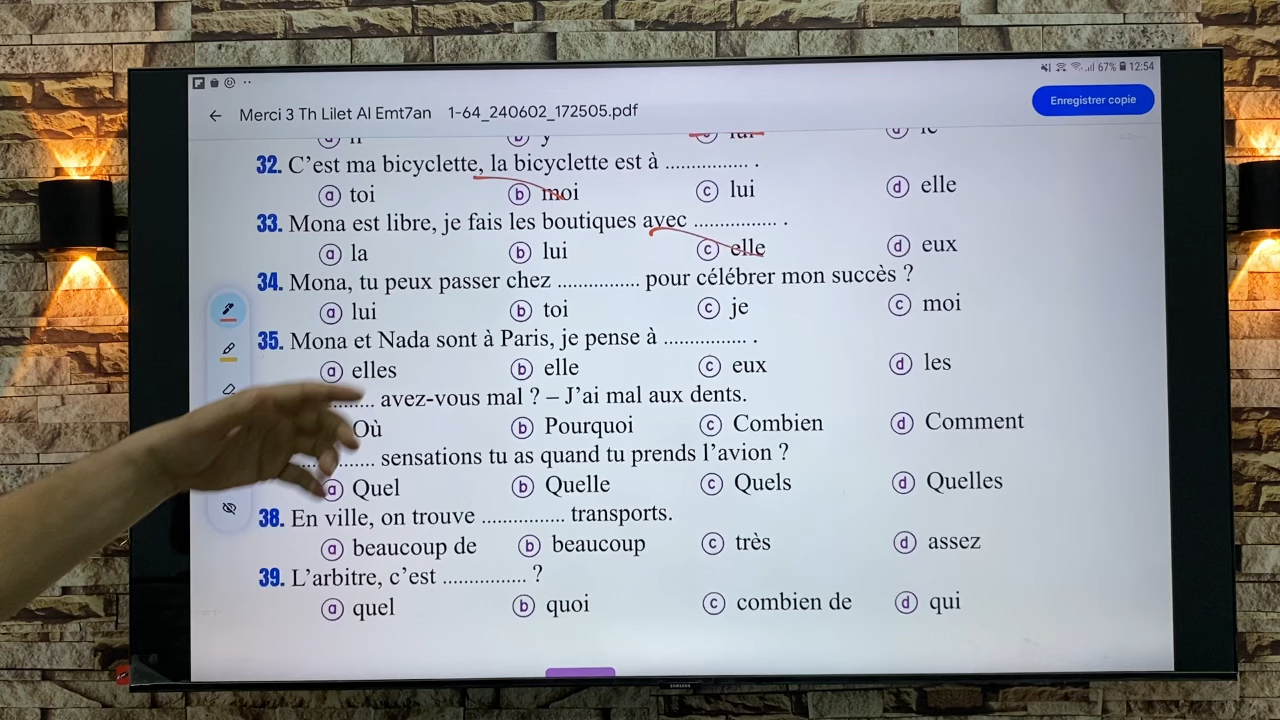 67% 12:54
Merci 3 Th Lilet Al Emt7an 1-64_240602_172505.pdf
Enregistrer copie
32. C'est ma bicyclette, la bicyclette est à ................ .
a toi b moi c lui d elle
33. Mona est libre, je fais les boutiques avec ................ .
a la b lui c elle d eux
34. Mona, tu peux passer chez ................ pour célébrer mon succès ?
a lui b toi c je c moi
35. Mona et Nada sont à Paris, je pense à ................ .
a elles b elle c eux d les
......... avez-vous mal ? – J'ai mal aux dents.
Où b Pourquoi c Combien d Comment
......... sensations tu as quand tu prends l'avion ?
a Quel b Quelle c Quels d Quelles
38. En ville, on trouve ................ transports.
a beaucoup de b beaucoup c très d assez
39. L'arbitre, c'est ................ ?
a quel b quoi c combien de d qui
SAMSUNG